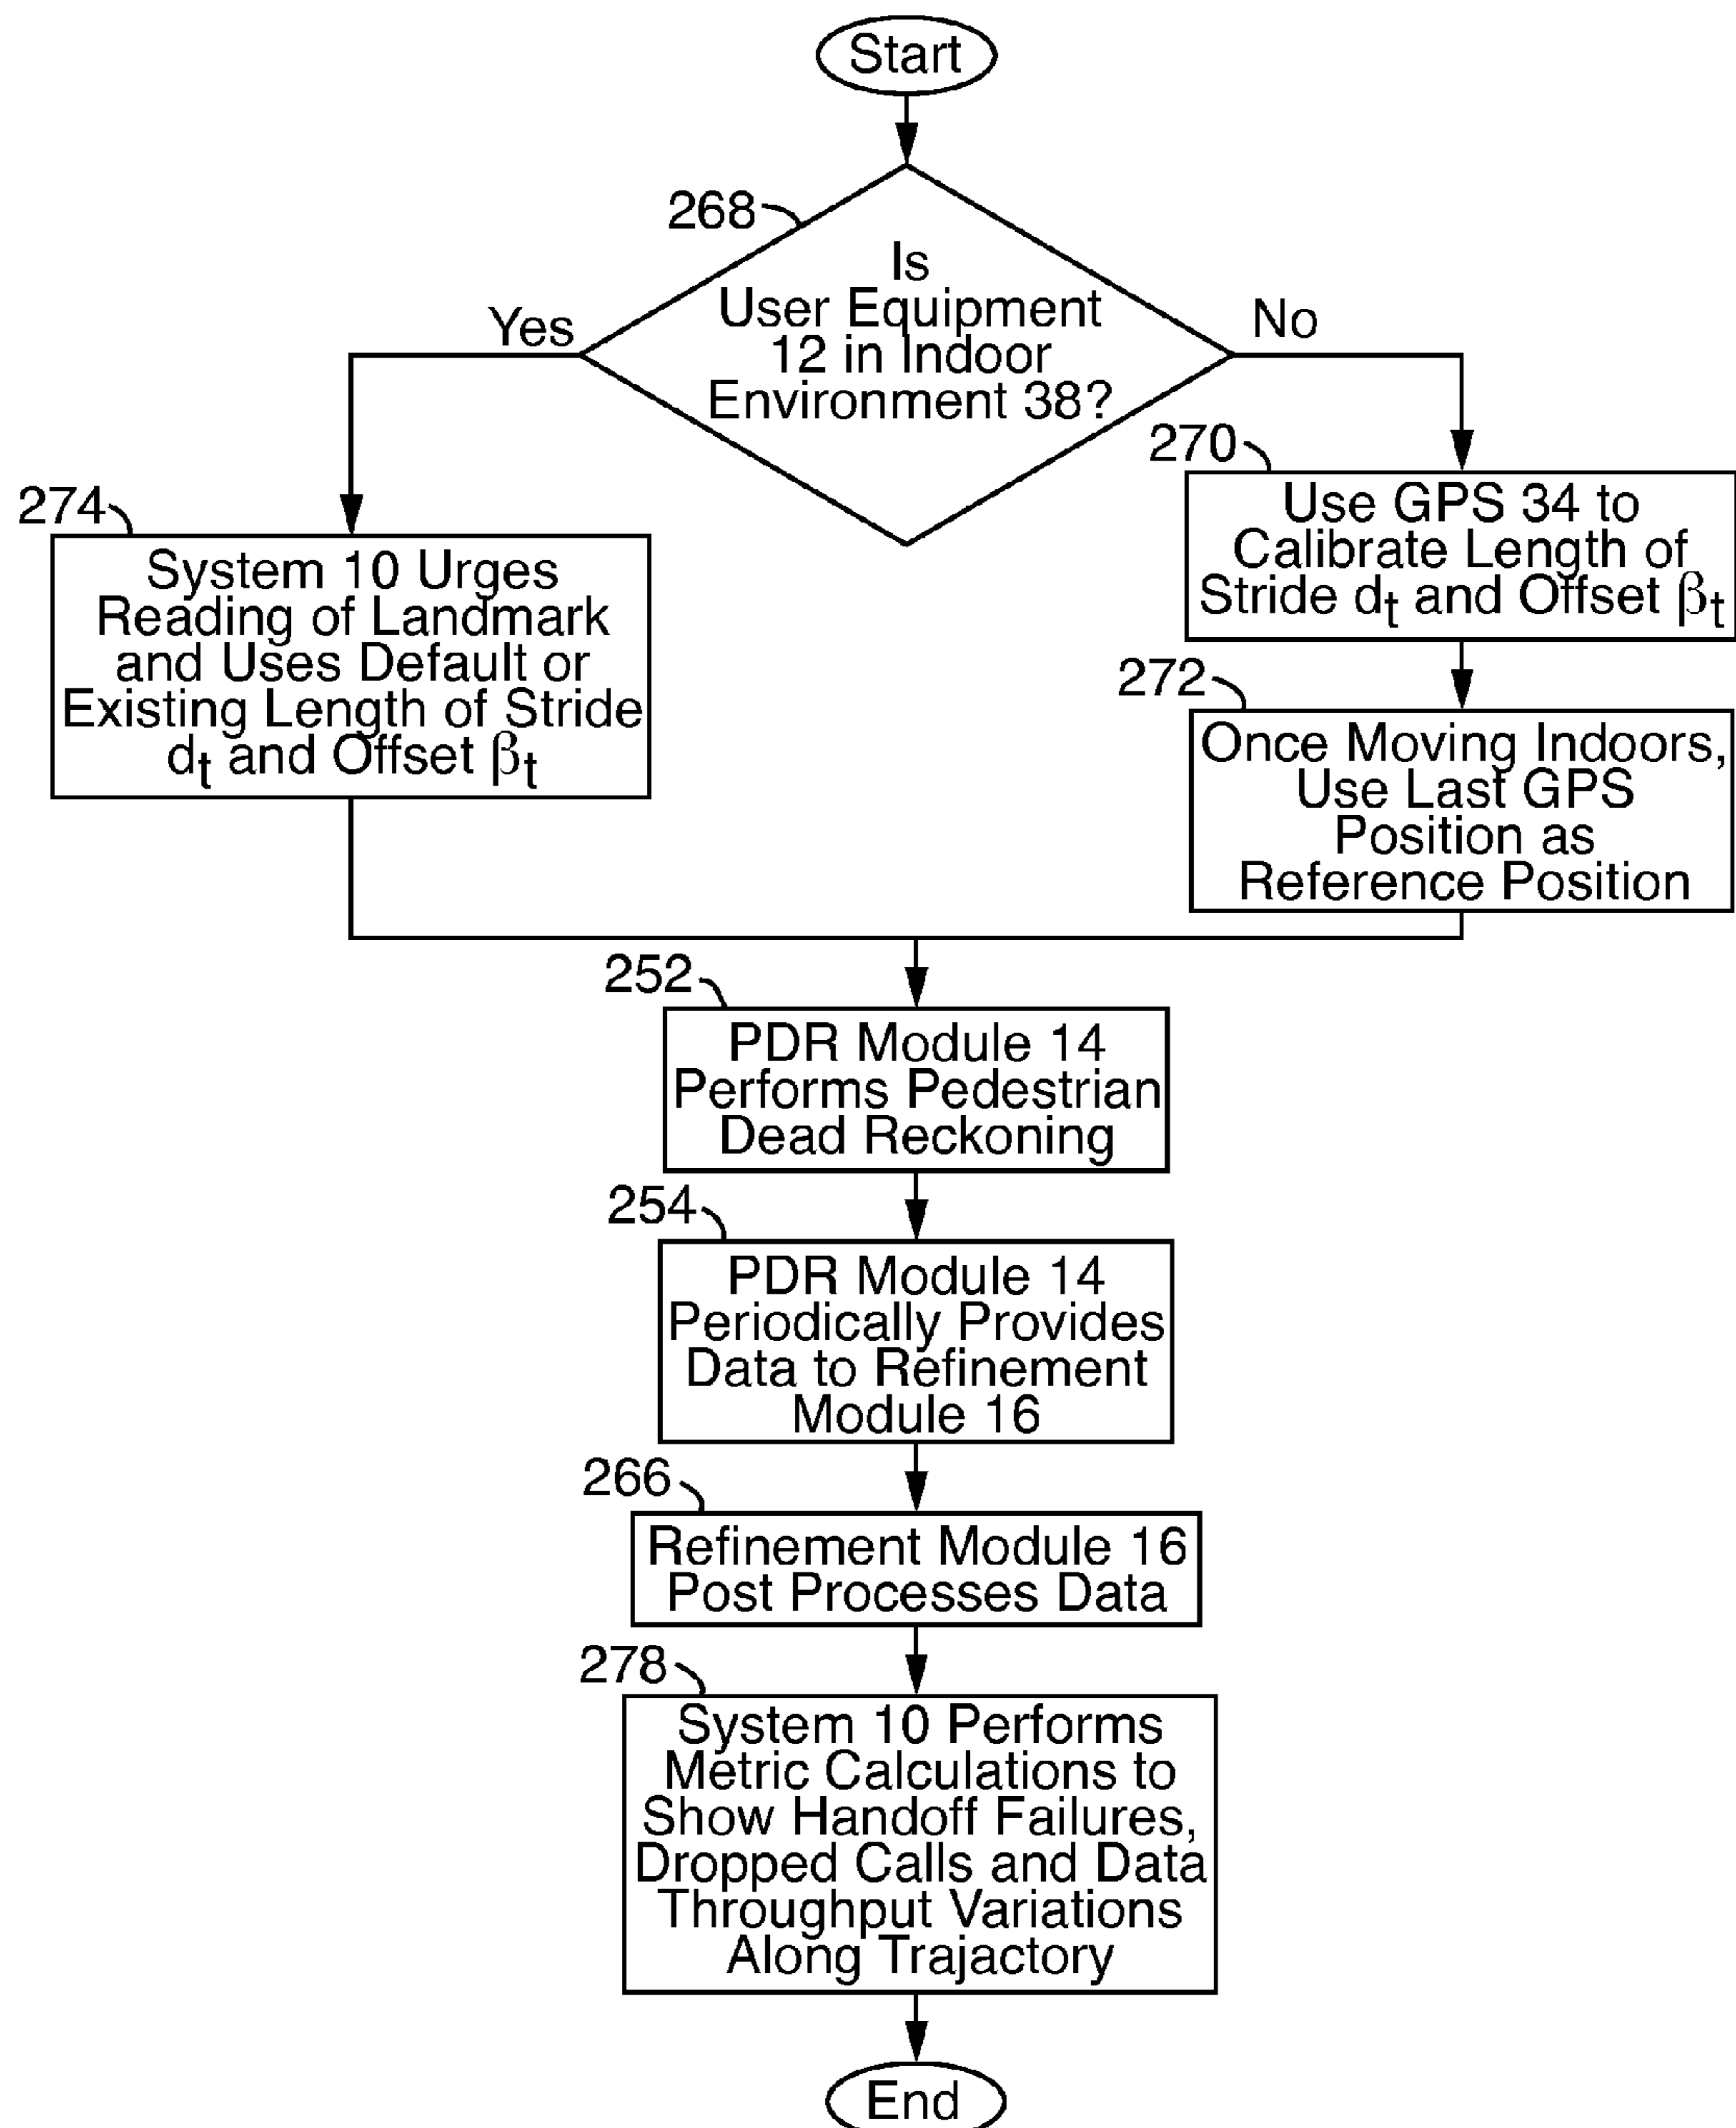 Start
268
Is
User Equipment
12 in Indoor
Environment 38?
Yes
No
270
Use GPS 34 to
Calibrate Length of
Stride dt and Offset βt
274
System 10 Urges
Reading of Landmark
and Uses Default or
Existing Length of Stride
dt and Offset βt
272
Once Moving Indoors,
Use Last GPS
Position as
Reference Position
252
PDR Module 14
Performs Pedestrian
Dead Reckoning
254
PDR Module 14
Periodically Provides
Data to Refinement
Module 16
266
Refinement Module 16
Post Processes Data
278
System 10 Performs
Metric Calculations to
Show Handoff Failures,
Dropped Calls and Data
Throughput Variations
Along Trajactory
End